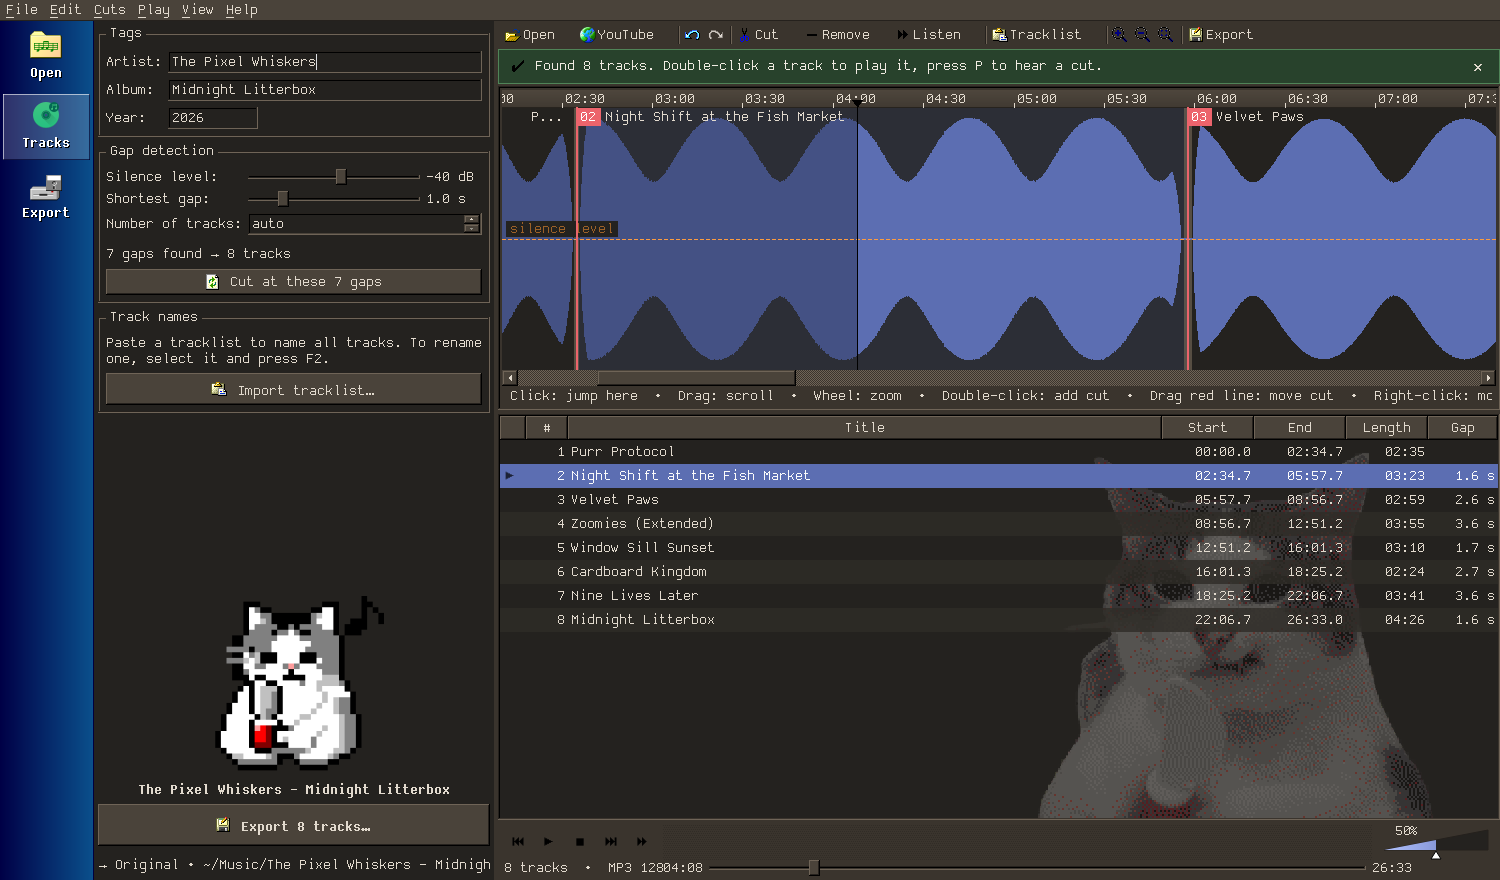 File Edit Cuts Play View Help
Open
Tracks
Export
Tags
Artist: The Pixel Whiskers
Album: Midnight Litterbox
Year: 2026
Gap detection
Silence level: -40 dB
Shortest gap: 1.0 s
Number of tracks: auto
7 gaps found → 8 tracks
Cut at these 7 gaps
Track names
Paste a tracklist to name all tracks. To rename
one, select it and press F2.
Import tracklist…
The Pixel Whiskers - Midnight Litterbox
Export 8 tracks…
→ Original • ~/Music/The Pixel Whiskers - Midnigh
Open YouTube Cut Remove Listen Tracklist Export
✔ Found 8 tracks. Double-click a track to play it, press P to hear a cut. ×
00 02:30 03:00 03:30 04:00 04:30 05:00 05:30 06:00 06:30 07:00 07:3
P... 02 Night Shift at the Fish Market 03 Velvet Paws
silence level
Click: jump here • Drag: scroll • Wheel: zoom • Double-click: add cut • Drag red line: move cut • Right-click: mo
# Title Start End Length Gap
1 Purr Protocol 00:00.0 02:34.7 02:35
2 Night Shift at the Fish Market 02:34.7 05:57.7 03:23 1.6 s
3 Velvet Paws 05:57.7 08:56.7 02:59 2.6 s
4 Zoomies (Extended) 08:56.7 12:51.2 03:55 3.6 s
5 Window Sill Sunset 12:51.2 16:01.3 03:10 1.7 s
6 Cardboard Kingdom 16:01.3 18:25.2 02:24 2.7 s
7 Nine Lives Later 18:25.2 22:06.7 03:41 3.6 s
8 Midnight Litterbox 22:06.7 26:33.0 04:26 1.6 s
50%
8 tracks • MP3 12804:08 26:33